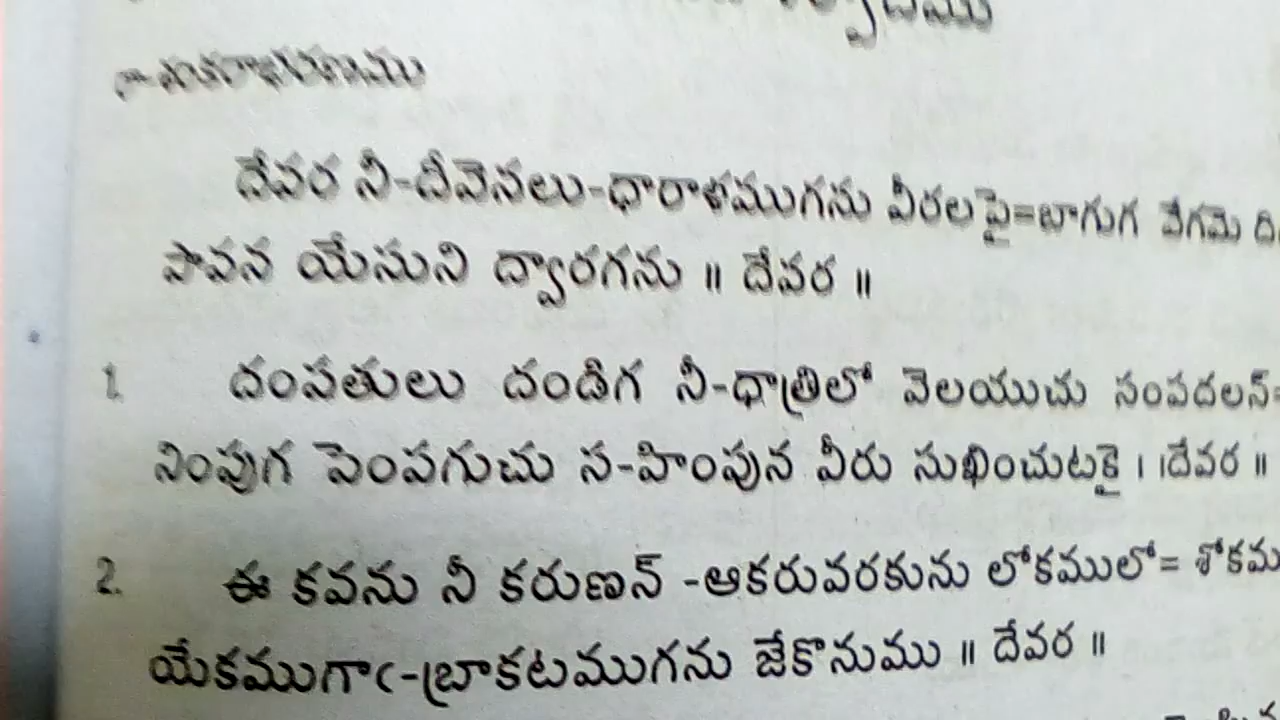 దేవర నీ-దీవెనలు-ధారాళముగను వీరలపై=బాగుగ వేగమె
పావన యేసుని ద్వారగను ॥ దేవర ॥
1. దంపతులు దండిగ నీ-ధాత్రిలో వెలయుచు సంపదలన్=
నింపుగ పెంపగుచు స-హింపున వీరు సుఖించుటకై । ।దేవర ॥
2. ఈ కవను నీ కరుణన్ -ఆకరువరకును లోకములో=
యేకముగాఁ-బ్రాకటముగను జేకొనుము ॥ దేవర ॥